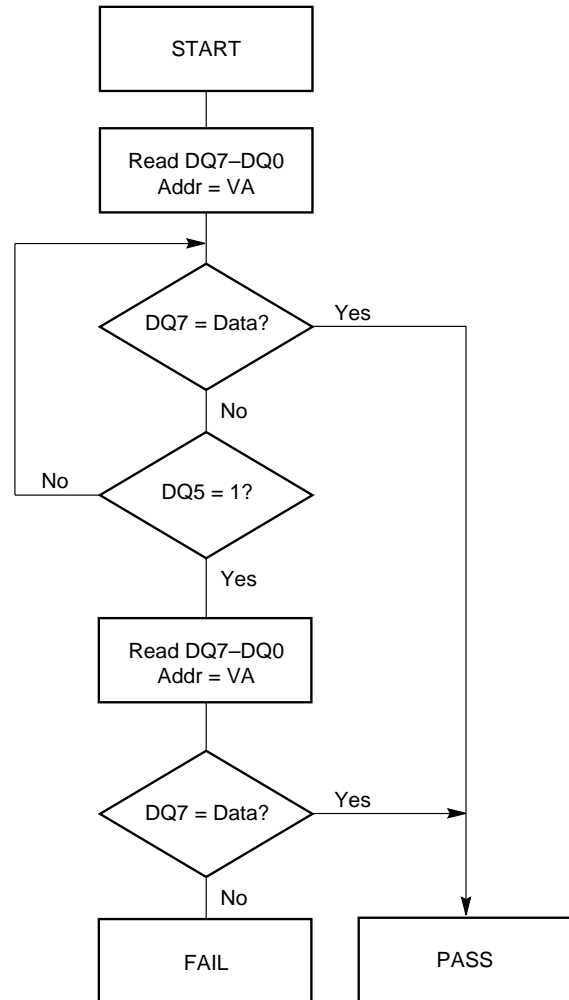 START
Read DQ7–DQ0
Addr = VA
DQ7 = Data?
Yes
No
No
DQ5 = 1?
Yes
Read DQ7–DQ0
Addr = VA
DQ7 = Data?
Yes
No
FAIL
PASS